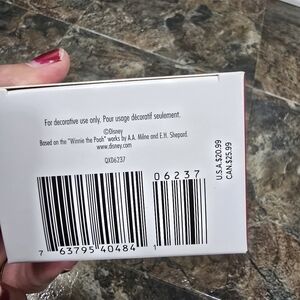 For decorative use only. Pour usage décoratif seulement.
©Disney
Based on the "Winnie the Pooh" works by A.A. Milne and E.H. Shepard.
www.disney.com
QXD6237
06237
7 63795 40484 1
U.S.A.$20.99
CAN.$25.99